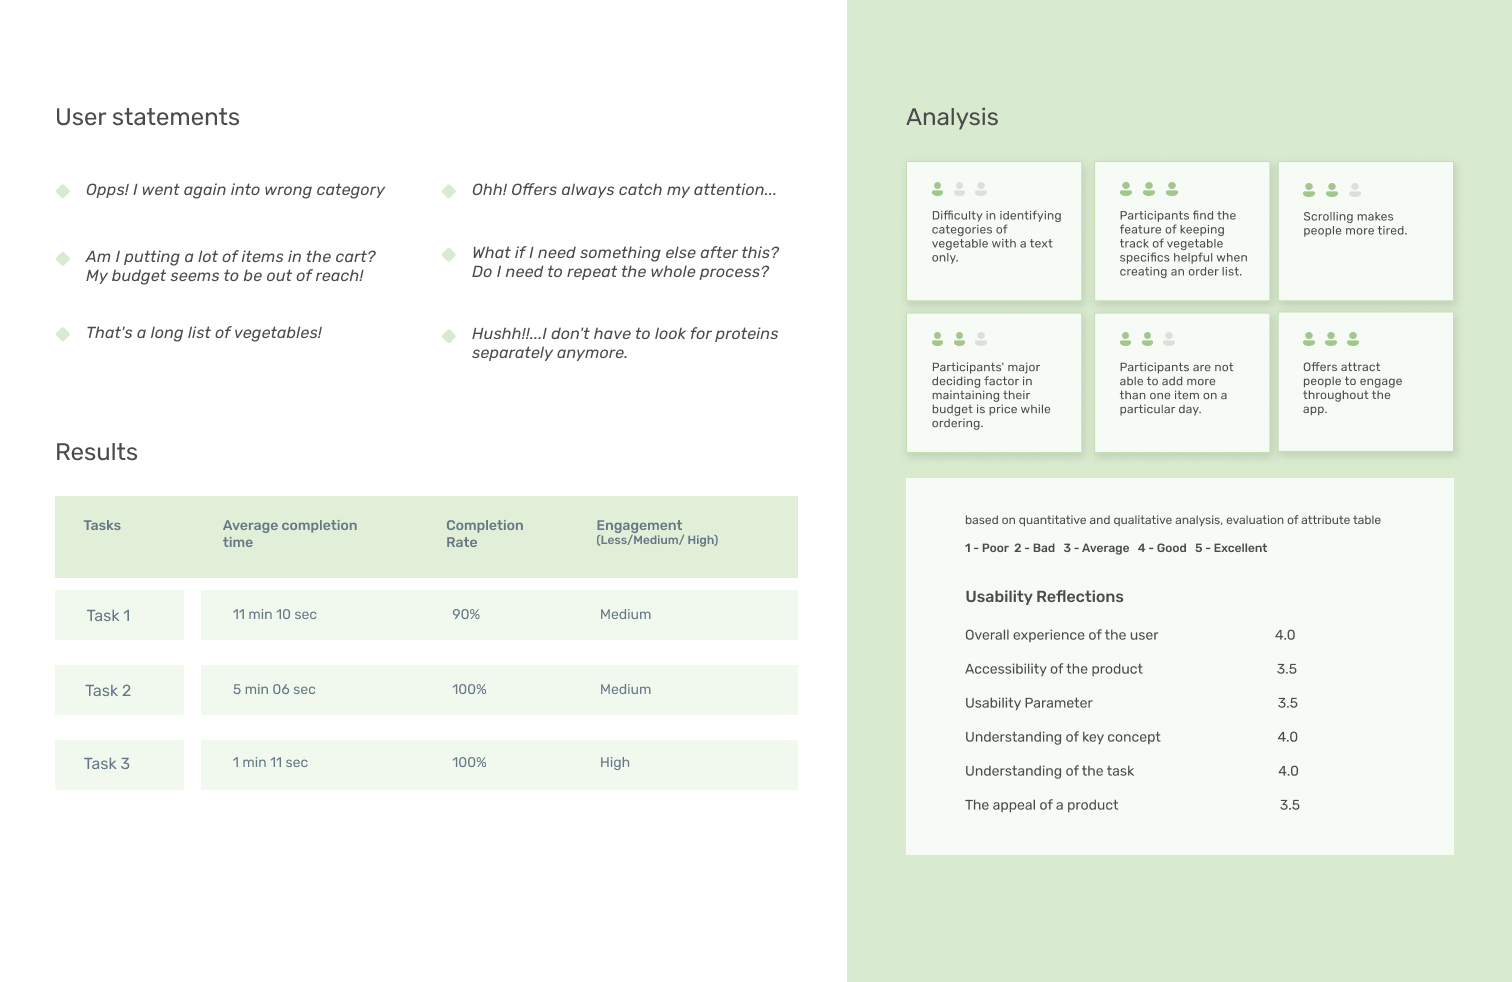 User statements
Opps! I went again into wrong category
Am I putting a lot of items in the cart?
My budget seems to be out of reach!
That's a long list of vegetables!
Ohh! Offers always catch my attention...
What if I need something else after this?
Do I need to repeat the whole process?
Hushh!!...I don't have to look for proteins
separately anymore.
Results
Tasks
Average completion
time
Completion
Rate
Engagement
(Less/Medium/ High)
Task 1
11 min 10 sec
90%
Medium
Task 2
5 min 06 sec
100%
Medium
Task 3
1 min 11 sec
100%
High
Analysis
Difficulty in identifying
categories of
vegetable with a text
only.
Participants find the
feature of keeping
track of vegetable
specifics helpful when
creating an order list.
Scrolling makes
people more tired.
Participants' major
deciding factor in
maintaining their
budget is price while
ordering.
Participants are not
able to add more
than one item on a
particular day.
Offers attract
people to engage
throughout the
app.
based on quantitative and qualitative analysis, evaluation of attribute table
1 - Poor 2 - Bad 3 - Average 4 - Good 5 - Excellent
Usability Reflections
Overall experience of the user 4.0
Accessibility of the product 3.5
Usability Parameter 3.5
Understanding of key concept 4.0
Understanding of the task 4.0
The appeal of a product 3.5